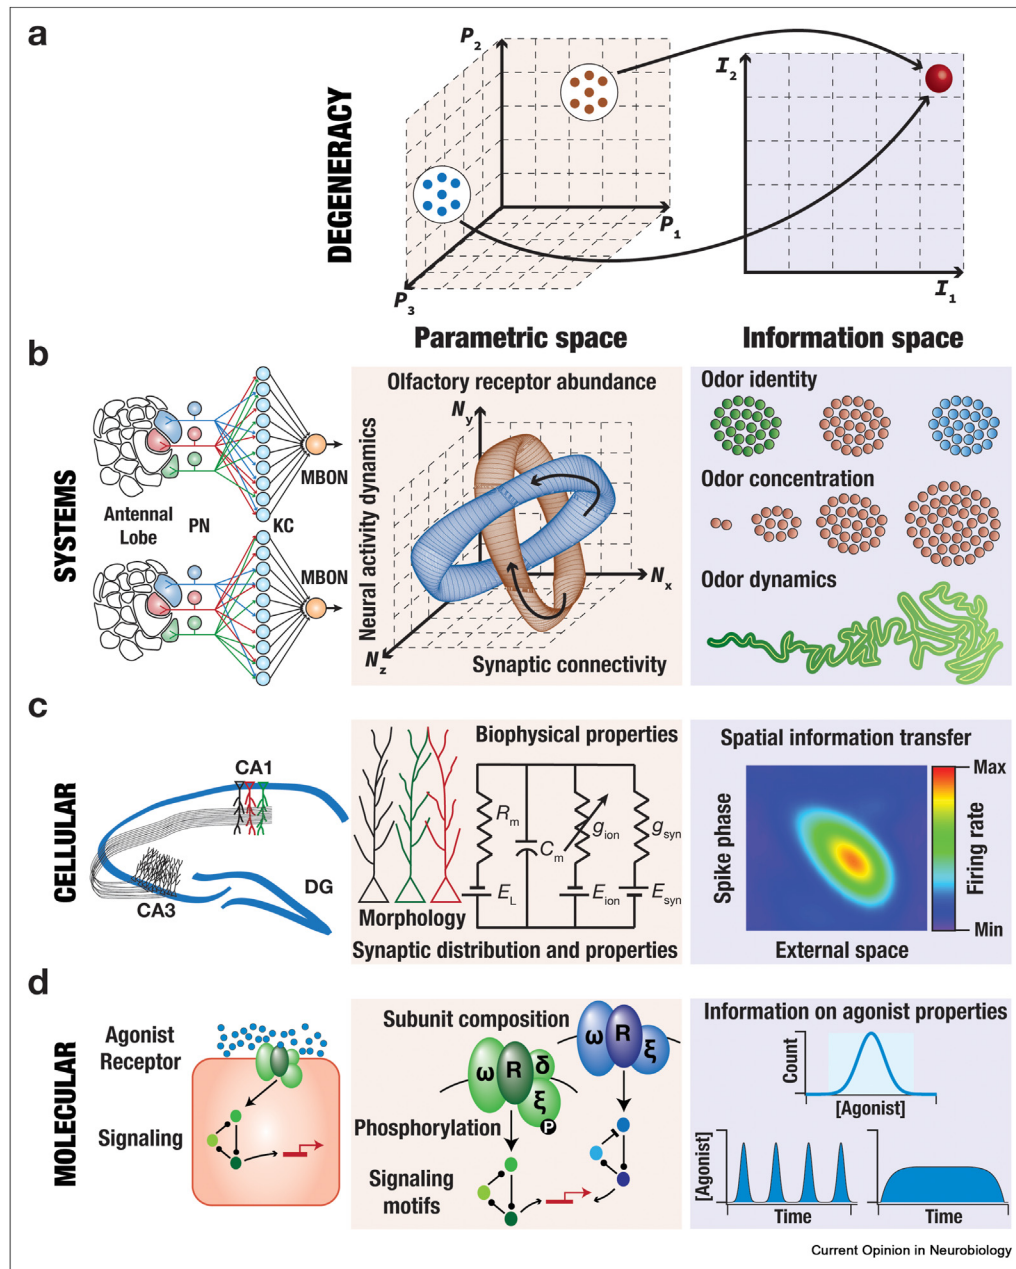 a
DEGENERACY
P2
P1
P3
I2
I1
Parametric space
Information space
b
SYSTEMS
Antennal
Lobe
PN
KC
MBON
MBON
Olfactory receptor abundance
Neural activity dynamics
Ny
Nx
Nz
Synaptic connectivity
Odor identity
Odor concentration
Odor dynamics
c
CELLULAR
CA1
CA3
DG
Biophysical properties
Rm
Cm
gion
gsyn
EL
Eion
Esyn
Morphology
Synaptic distribution and properties
Spatial information transfer
Spike phase
External space
Max
Firing rate
Min
d
MOLECULAR
Agonist
Receptor
Signaling
Subunit composition
ω R δ
ξ
P
ω R ξ
Phosphorylation
Signaling
motifs
Information on agonist properties
Count
[Agonist]
[Agonist]
Time
Time
Current Opinion in Neurobiology